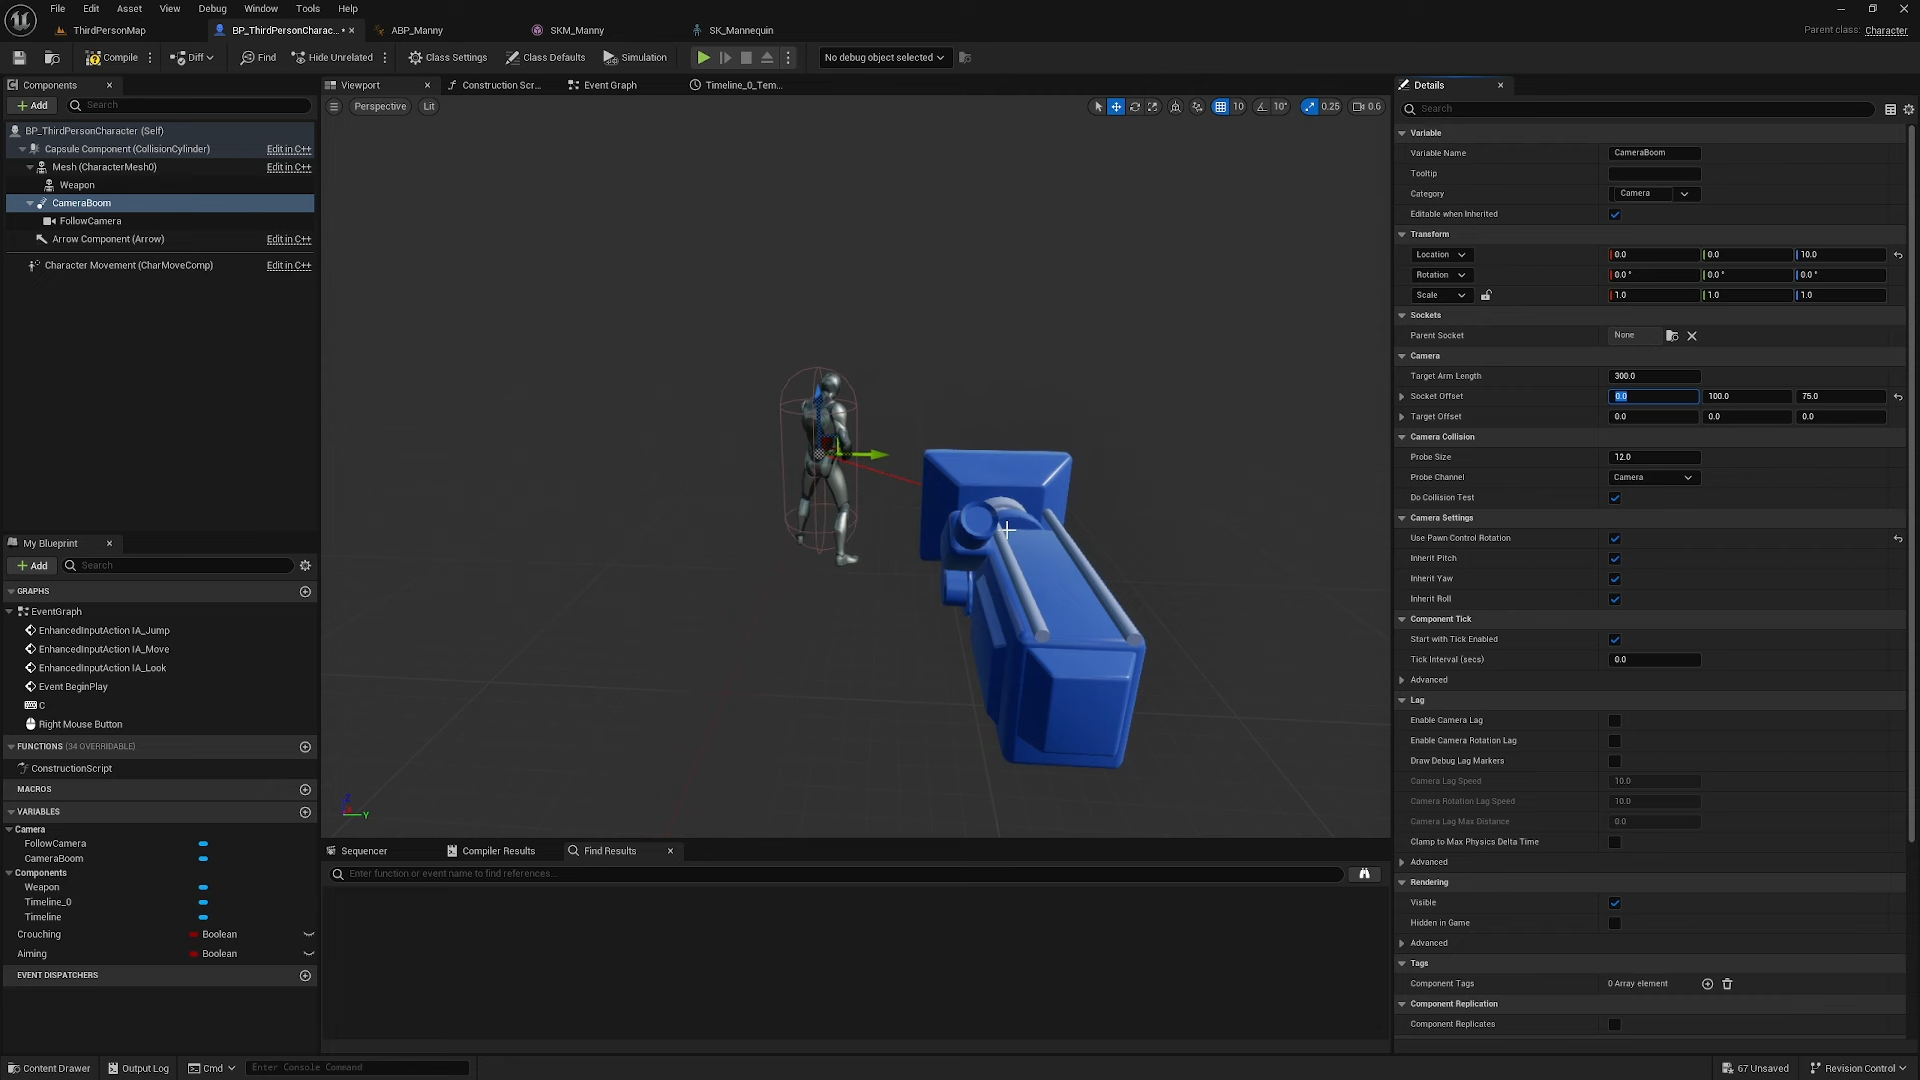 File Edit Asset View Debug Window Tools Help
ThirdPersonMap BP_ThirdPersonCharac... • × ABP_Manny SKM_Manny SK_Mannequin Parent class: Character
Compile Diff Find Hide Unrelated Class Settings Class Defaults Simulation No debug object selected
Components ×
Add Search
BP_ThirdPersonCharacter (Self)
Capsule Component (CollisionCylinder) Edit in C++
Mesh (CharacterMesh0) Edit in C++
Weapon
CameraBoom
FollowCamera
Arrow Component (Arrow) Edit in C++
Character Movement (CharMoveComp) Edit in C++
My Blueprint ×
Add Search
GRAPHS
EventGraph
EnhancedInputAction IA_Jump
EnhancedInputAction IA_Move
EnhancedInputAction IA_Look
Event BeginPlay
C
Right Mouse Button
FUNCTIONS (34 OVERRIDABLE)
ConstructionScript
MACROS
VARIABLES
Camera
FollowCamera
CameraBoom
Components
Weapon
Timeline_0
Timeline
Crouching Boolean
Aiming Boolean
EVENT DISPATCHERS
Viewport × Construction Scr... Event Graph Timeline_0_Tem...
Perspective Lit 10 10° 0.25 0.6
Z
Y
Sequencer Compiler Results Find Results ×
Enter function or event name to find references...
Details ×
Search
Variable
Variable Name CameraBoom
Tooltip
Category Camera
Editable when Inherited
Transform
Location 0.0 0.0 10.0
Rotation 0.0 ° 0.0 ° 0.0 °
Scale 1.0 1.0 1.0
Sockets
Parent Socket None
Camera
Target Arm Length 300.0
Socket Offset 0.0 100.0 75.0
Target Offset 0.0 0.0 0.0
Camera Collision
Probe Size 12.0
Probe Channel Camera
Do Collision Test
Camera Settings
Use Pawn Control Rotation
Inherit Pitch
Inherit Yaw
Inherit Roll
Component Tick
Start with Tick Enabled
Tick Interval (secs) 0.0
Advanced
Lag
Enable Camera Lag
Enable Camera Rotation Lag
Draw Debug Lag Markers
Camera Lag Speed 10.0
Camera Rotation Lag Speed 10.0
Camera Lag Max Distance 0.0
Clamp to Max Physics Delta Time
Advanced
Rendering
Visible
Hidden in Game
Advanced
Tags
Component Tags 0 Array element
Component Replication
Component Replicates
Content Drawer Output Log Cmd Enter Console Command 67 Unsaved Revision Control